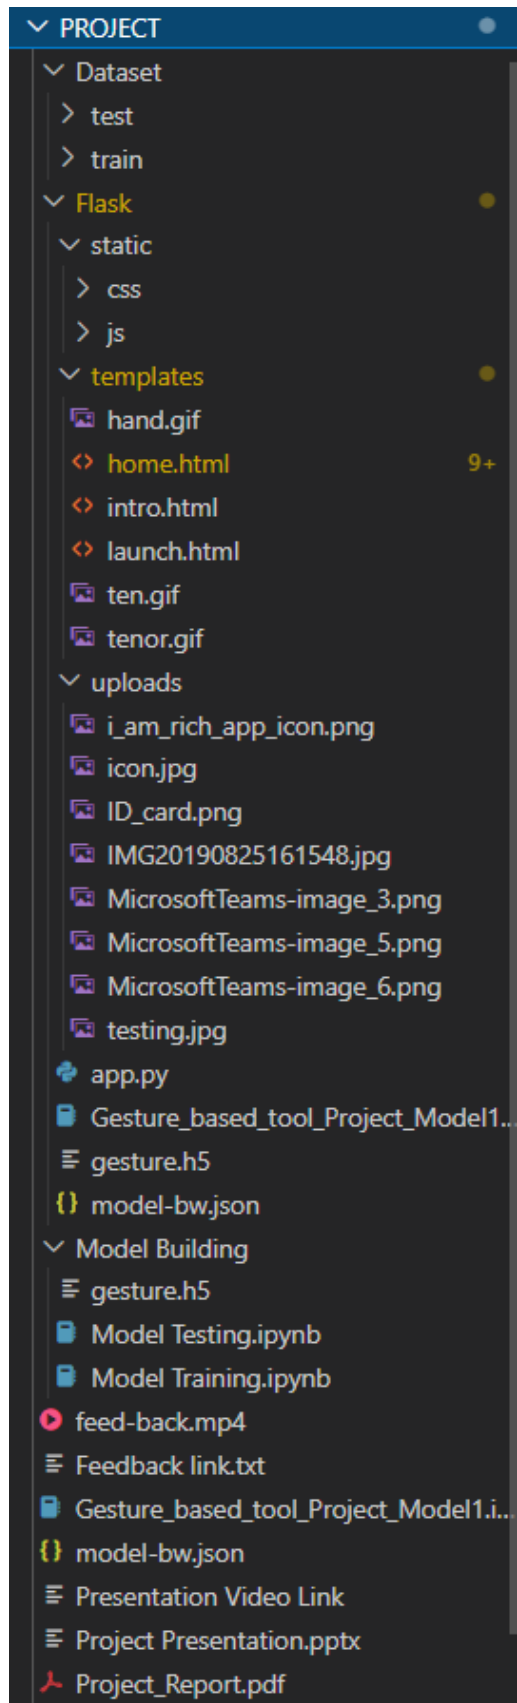 PROJECT
Dataset
test
train
Flask
static
css
js
templates
hand.gif
home.html 9+
intro.html
launch.html
ten.gif
tenor.gif
uploads
i_am_rich_app_icon.png
icon.jpg
ID_card.png
IMG20190825161548.jpg
MicrosoftTeams-image_3.png
MicrosoftTeams-image_5.png
MicrosoftTeams-image_6.png
testing.jpg
app.py
Gesture_based_tool_Project_Model1...
gesture.h5
{} model-bw.json
Model Building
gesture.h5
Model Testing.ipynb
Model Training.ipynb
feed-back.mp4
Feedback link.txt
Gesture_based_tool_Project_Model1.i...
{} model-bw.json
Presentation Video Link
Project Presentation.pptx
Project_Report.pdf